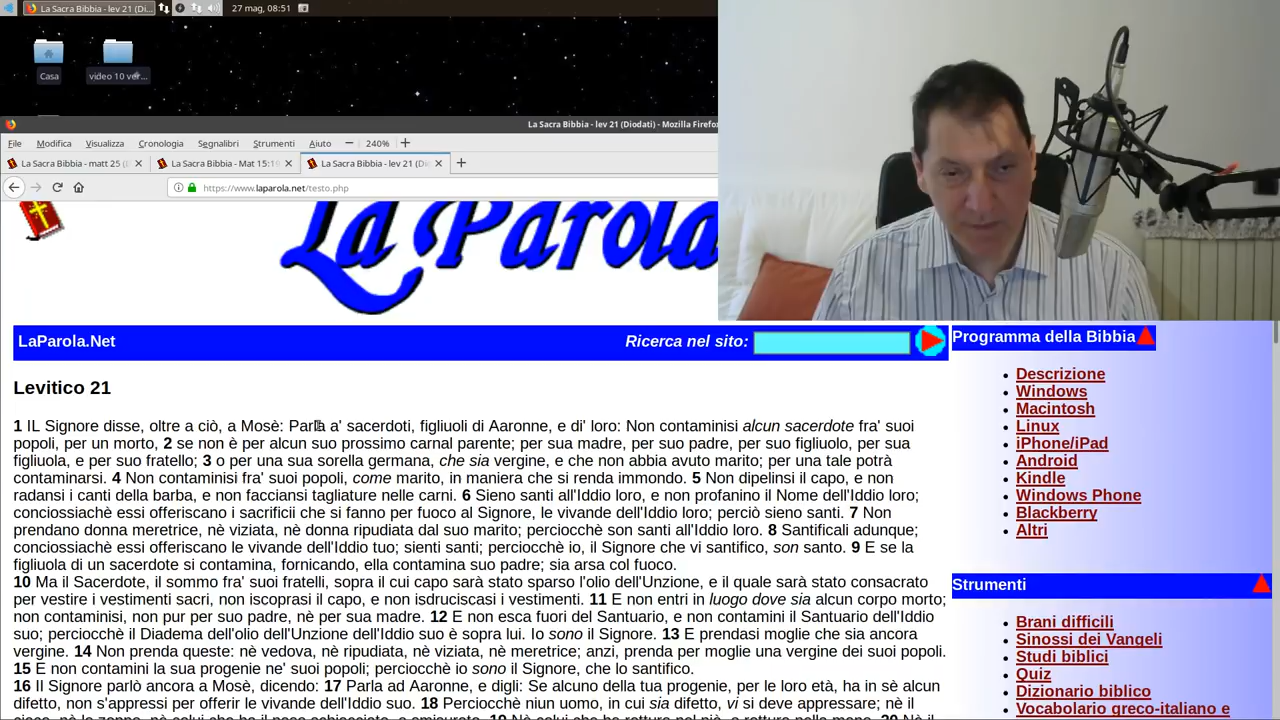 La Sacra Bibbia - lev 21 (Di...
27 mag, 08:51
Casa
video 10 ver...
La Sacra Bibbia - lev 21 (Diodati) - Mozilla Firefox
File Modifica Visualizza Cronologia Segnalibri Strumenti Aiuto 240%
La Sacra Bibbia - matt 25 (D
La Sacra Bibbia - Mat 15:1
La Sacra Bibbia - lev 21 (Di
https://www.laparola.net/testo.php
La Parola
LaParola.Net
Ricerca nel sito:
Levitico 21
1 IL Signore disse, oltre a ciò, a Mosè: Parla a' sacerdoti, figliuoli di Aaronne, e di' loro: Non contaminisi alcun sacerdote fra' suoi
popoli, per un morto, 2 se non è per alcun suo prossimo carnal parente; per sua madre, per suo padre, per suo figliuolo, per sua
figliuola, e per suo fratello; 3 o per una sua sorella germana, che sia vergine, e che non abbia avuto marito; per una tale potrà
contaminarsi. 4 Non contaminisi fra' suoi popoli, come marito, in maniera che si renda immondo. 5 Non dipelinsi il capo, e non
radansi i canti della barba, e non facciansi tagliature nelle carni. 6 Sieno santi all'Iddio loro, e non profanino il Nome dell'Iddio loro;
conciossiachè essi offeriscano i sacrificii che si fanno per fuoco al Signore, le vivande dell'Iddio loro; perciò sieno santi. 7 Non
prendano donna meretrice, nè viziata, nè donna ripudiata dal suo marito; perciocchè son santi all'Iddio loro. 8 Santificali adunque;
conciossiachè essi offeriscano le vivande dell'Iddio tuo; sienti santi; perciocchè io, il Signore che vi santifico, son santo. 9 E se la
figliuola di un sacerdote si contamina, fornicando, ella contamina suo padre; sia arsa col fuoco.
10 Ma il Sacerdote, il sommo fra' suoi fratelli, sopra il cui capo sarà stato sparso l'olio dell'Unzione, e il quale sarà stato consacrato
per vestire i vestimenti sacri, non iscoprasi il capo, e non isdruciscasi i vestimenti. 11 E non entri in luogo dove sia alcun corpo morto;
non contaminisi, non pur per suo padre, nè per sua madre. 12 E non esca fuori del Santuario, e non contamini il Santuario dell'Iddio
suo; perciocchè il Diadema dell'olio dell'Unzione dell'Iddio suo è sopra lui. Io sono il Signore. 13 E prendasi moglie che sia ancora
vergine. 14 Non prenda queste: nè vedova, nè ripudiata, nè viziata, nè meretrice; anzi, prenda per moglie una vergine dei suoi popoli.
15 E non contamini la sua progenie ne' suoi popoli; perciocchè io sono il Signore, che lo santifico.
16 Il Signore parlò ancora a Mosè, dicendo: 17 Parla ad Aaronne, e digli: Se alcuno della tua progenie, per le loro età, ha in sè alcun
difetto, non s'appressi per offerire le vivande dell'Iddio suo. 18 Perciocchè niun uomo, in cui sia difetto, vi si deve appressare; nè il
Programma della Bibbia
Descrizione
Windows
Macintosh
Linux
iPhone/iPad
Android
Kindle
Windows Phone
Blackberry
Altri
Strumenti
Brani difficili
Sinossi dei Vangeli
Studi biblici
Quiz
Dizionario biblico
Vocabolario greco-italiano e